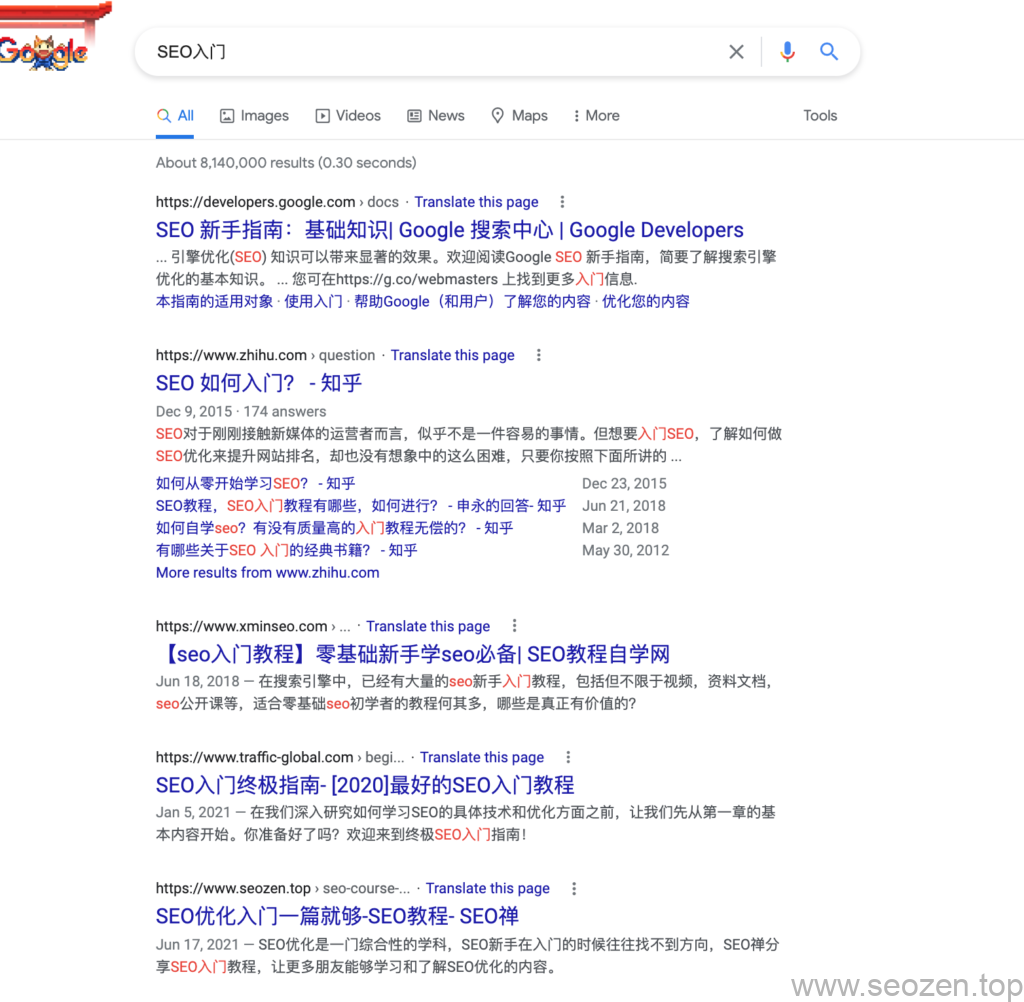 Google
SEO入门
All Images Videos News Maps More Tools
About 8,140,000 results (0.30 seconds)
https://developers.google.com › docs · Translate this page
SEO 新手指南：基础知识| Google 搜索中心 | Google Developers
... 引擎优化(SEO) 知识可以带来显著的效果。欢迎阅读Google SEO 新手指南，简要了解搜索引擎
优化的基本知识。 ... 您可在https://g.co/webmasters 上找到更多入门信息.
本指南的适用对象 · 使用入门 · 帮助Google（和用户）了解您的内容 · 优化您的内容
https://www.zhihu.com › question · Translate this page
SEO 如何入门？ - 知乎
Dec 9, 2015 · 174 answers
SEO对于刚刚接触新媒体的运营者而言，似乎不是一件容易的事情。但想要入门SEO，了解如何做
SEO优化来提升网站排名，却也没有想象中的这么困难，只要你按照下面所讲的 ...
如何从零开始学习SEO？ - 知乎 Dec 23, 2015
SEO教程，SEO入门教程有哪些，如何进行？ - 申永的回答- 知乎 Jun 21, 2018
如何自学seo？有没有质量高的入门教程无偿的？ - 知乎 Mar 2, 2018
有哪些关于SEO 入门的经典书籍？ - 知乎 May 30, 2012
More results from www.zhihu.com
https://www.xminseo.com › ... · Translate this page
【seo入门教程】零基础新手学seo必备| SEO教程自学网
Jun 18, 2018 — 在搜索引擎中，已经有大量的seo新手入门教程，包括但不限于视频，资料文档，
seo公开课等，适合零基础seo初学者的教程何其多，哪些是真正有价值的?
https://www.traffic-global.com › begi... · Translate this page
SEO入门终极指南- [2020]最好的SEO入门教程
Jan 5, 2021 — 在我们深入研究如何学习SEO的具体技术和优化方面之前，让我们先从第一章的基
本内容开始。你准备好了吗？欢迎来到终极SEO入门指南！
https://www.seozen.top › seo-course-... · Translate this page
SEO优化入门一篇就够-SEO教程- SEO禅
Jun 17, 2021 — SEO优化是一门综合性的学科，SEO新手在入门的时候往往找不到方向，SEO禅分
享SEO入门教程，让更多朋友能够学习和了解SEO优化的内容。
www.seozen.top